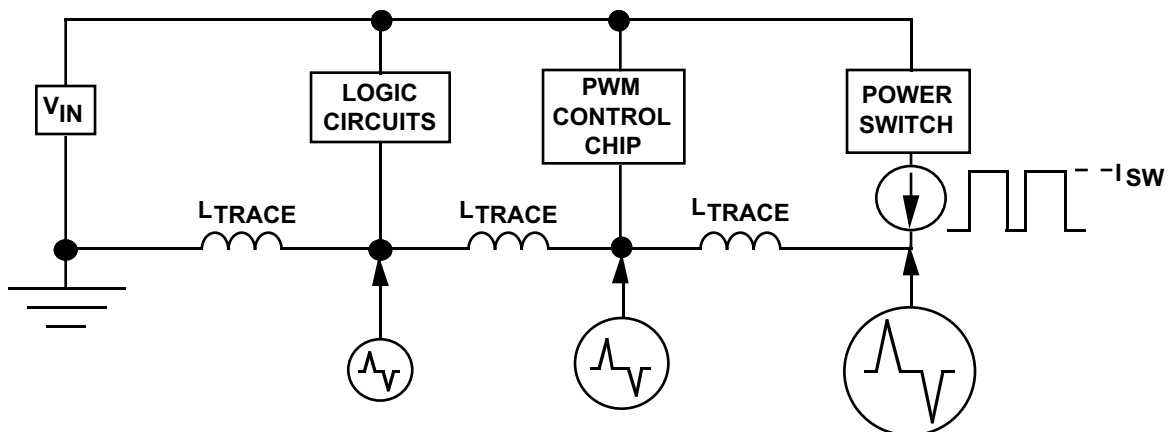 VIN
LOGIC
CIRCUITS
PWM
CONTROL
CHIP
POWER
SWITCH
ISW
LTRACE
LTRACE
LTRACE